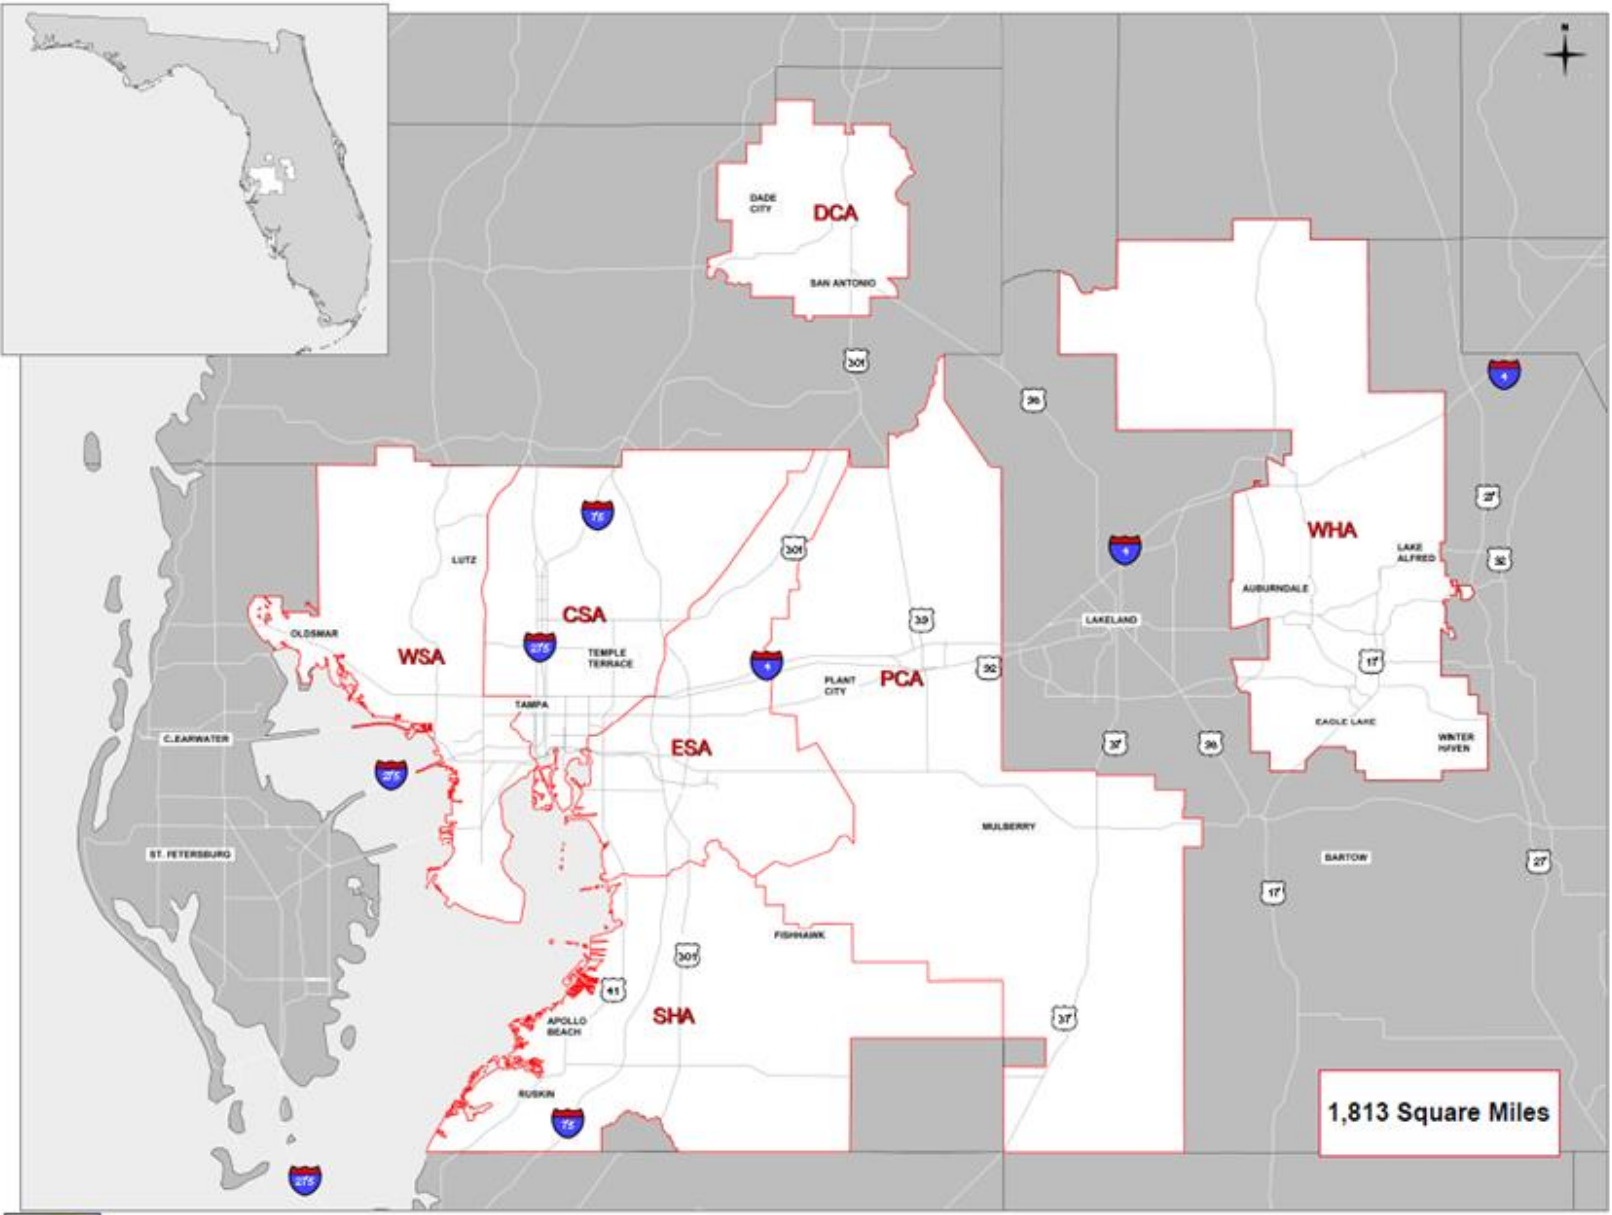 N
DADE
CITY
DCA
SAN ANTONIO
301
98
4
75
301
LUTZ
CSA
275
TEMPLE
TERRACE
OLDSMAR
WSA
TAMPA
4
39
92
PLANT
CITY
PCA
ESA
LAKELAND
4
37
98
WHA
LAKE
ALFRED
AUBURNDALE
17
EAGLE LAKE
WINTER
HAVEN
27
92
CLEARWATER
275
ST. PETERSBURG
MULBERRY
BARTOW
27
17
FISHHAWK
301
41
SHA
APOLLO
BEACH
37
RUSKIN
75
275
1,813 Square Miles